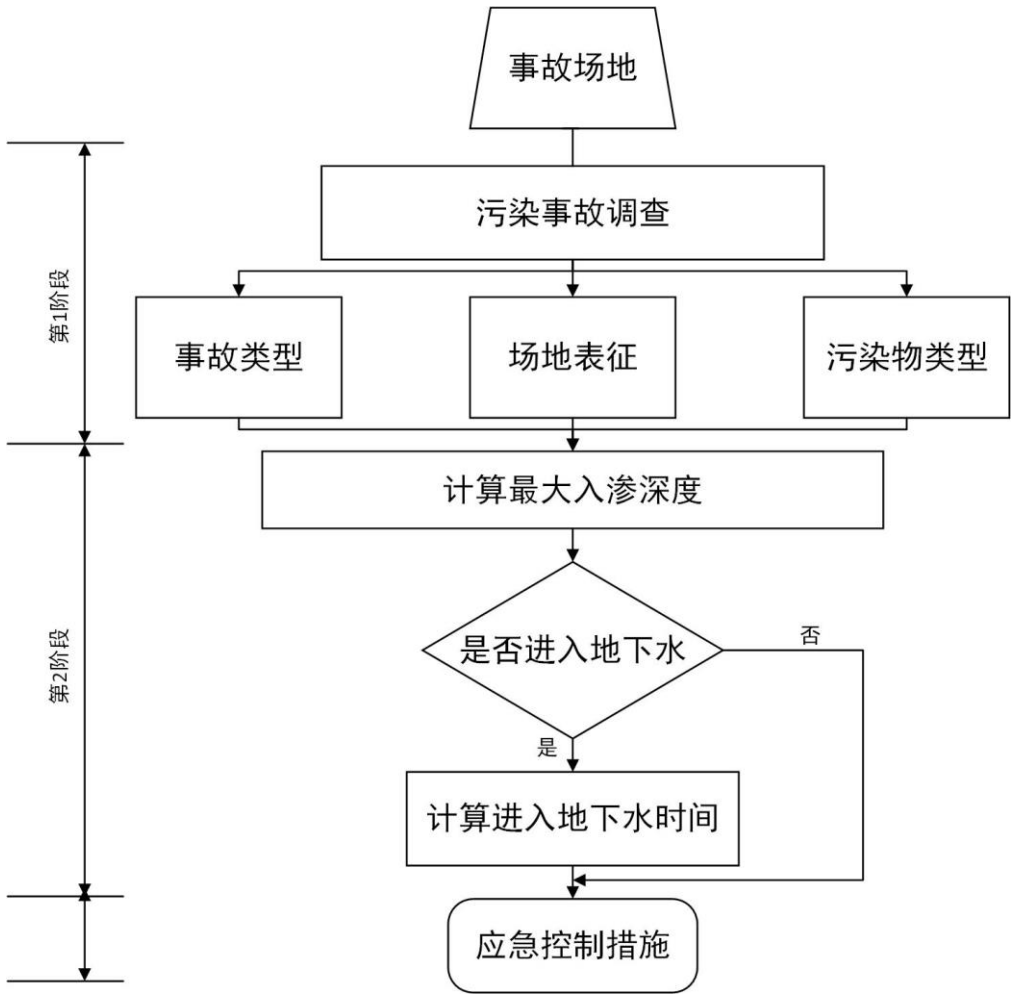 事故场地
污染事故调查
第1阶段
事故类型
场地表征
污染物类型
计算最大入渗深度
第2阶段
是否进入地下水
否
是
计算进入地下水时间
应急控制措施